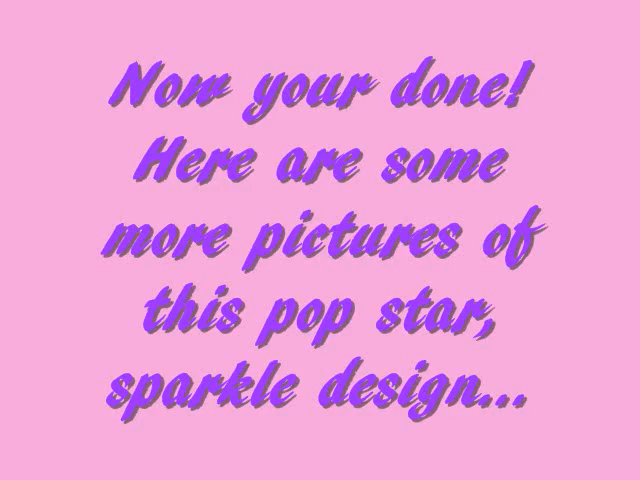 Now your done!
Here are some
more pictures of
this pop star,
sparkle design...